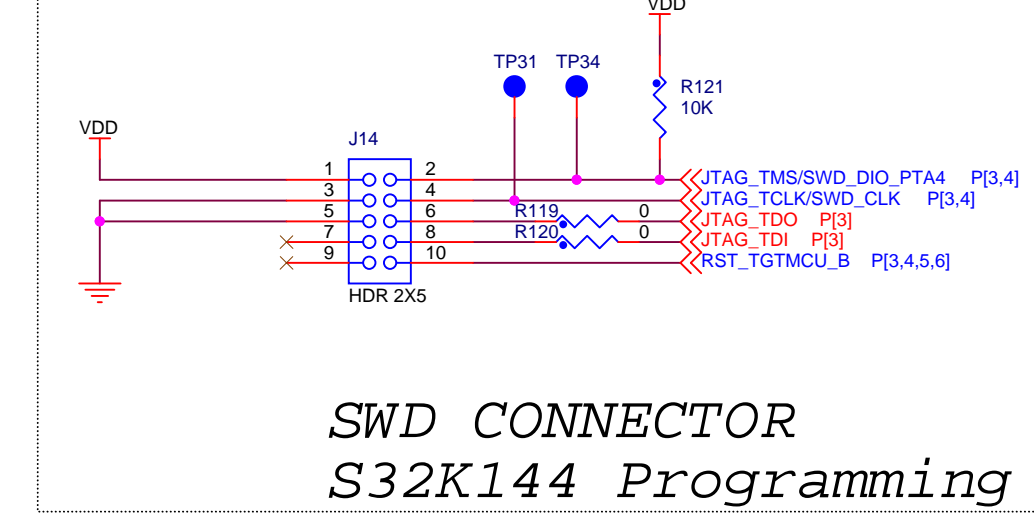 VDD
TP31 TP34
R121
10K
VDD
J14
1 2 JTAG_TMS/SWD_DIO_PTA4 P[3,4]
3 4 JTAG_TCLK/SWD_CLK P[3,4]
5 6 R119 0 JTAG_TDO P[3]
7 8 R120 0 JTAG_TDI P[3]
9 10 RST_TGTMCU_B P[3,4,5,6]
HDR 2X5
SWD CONNECTOR
S32K144 Programming